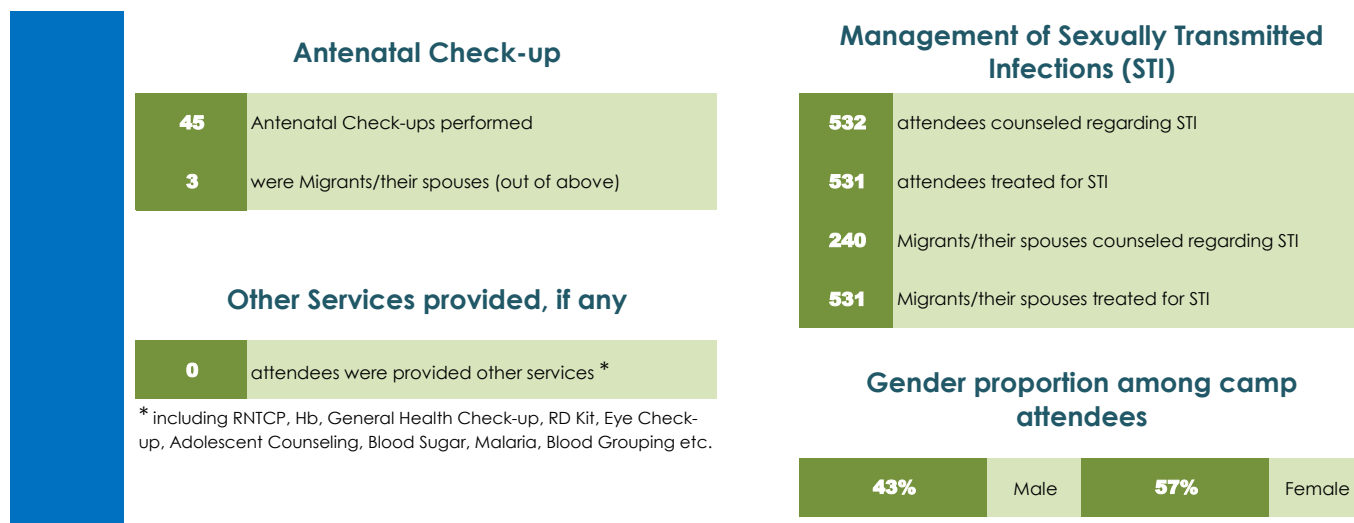 Antenatal Check-up
45 Antenatal Check-ups performed
3 were Migrants/their spouses (out of above)
Other Services provided, if any
0 attendees were provided other services *
* including RNTCP, Hb, General Health Check-up, RD Kit, Eye Check-
up, Adolescent Counseling, Blood Sugar, Malaria, Blood Grouping etc.
Management of Sexually Transmitted
Infections (STI)
532 attendees counseled regarding STI
531 attendees treated for STI
240 Migrants/their spouses counseled regarding STI
531 Migrants/their spouses treated for STI
Gender proportion among camp
attendees
43% Male 57% Female